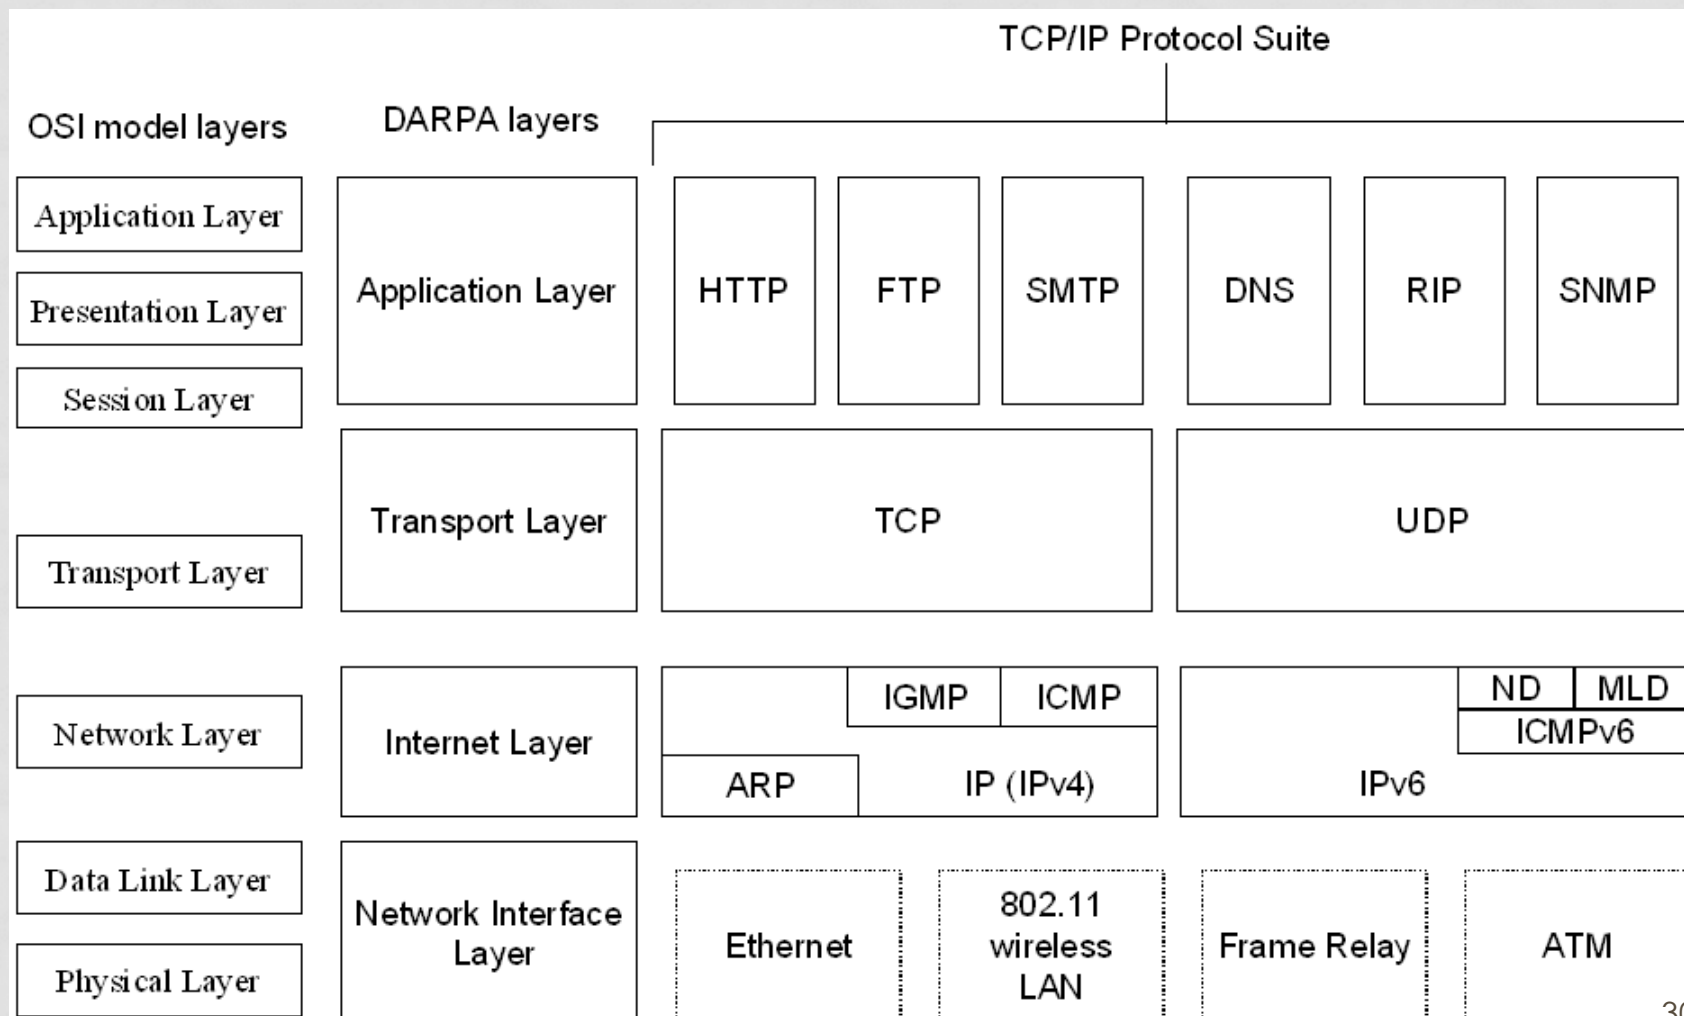 TCP/IP Protocol Suite
OSI model layers
DARPA layers
Application Layer
Presentation Layer
Session Layer
Application Layer
HTTP
FTP
SMTP
DNS
RIP
SNMP
Transport Layer
Transport Layer
TCP
UDP
Network Layer
Internet Layer
IGMP
ICMP
ARP
IP (IPv4)
ND
MLD
ICMPv6
IPv6
Data Link Layer
Physical Layer
Network Interface
Layer
Ethernet
802.11
wireless
LAN
Frame Relay
ATM